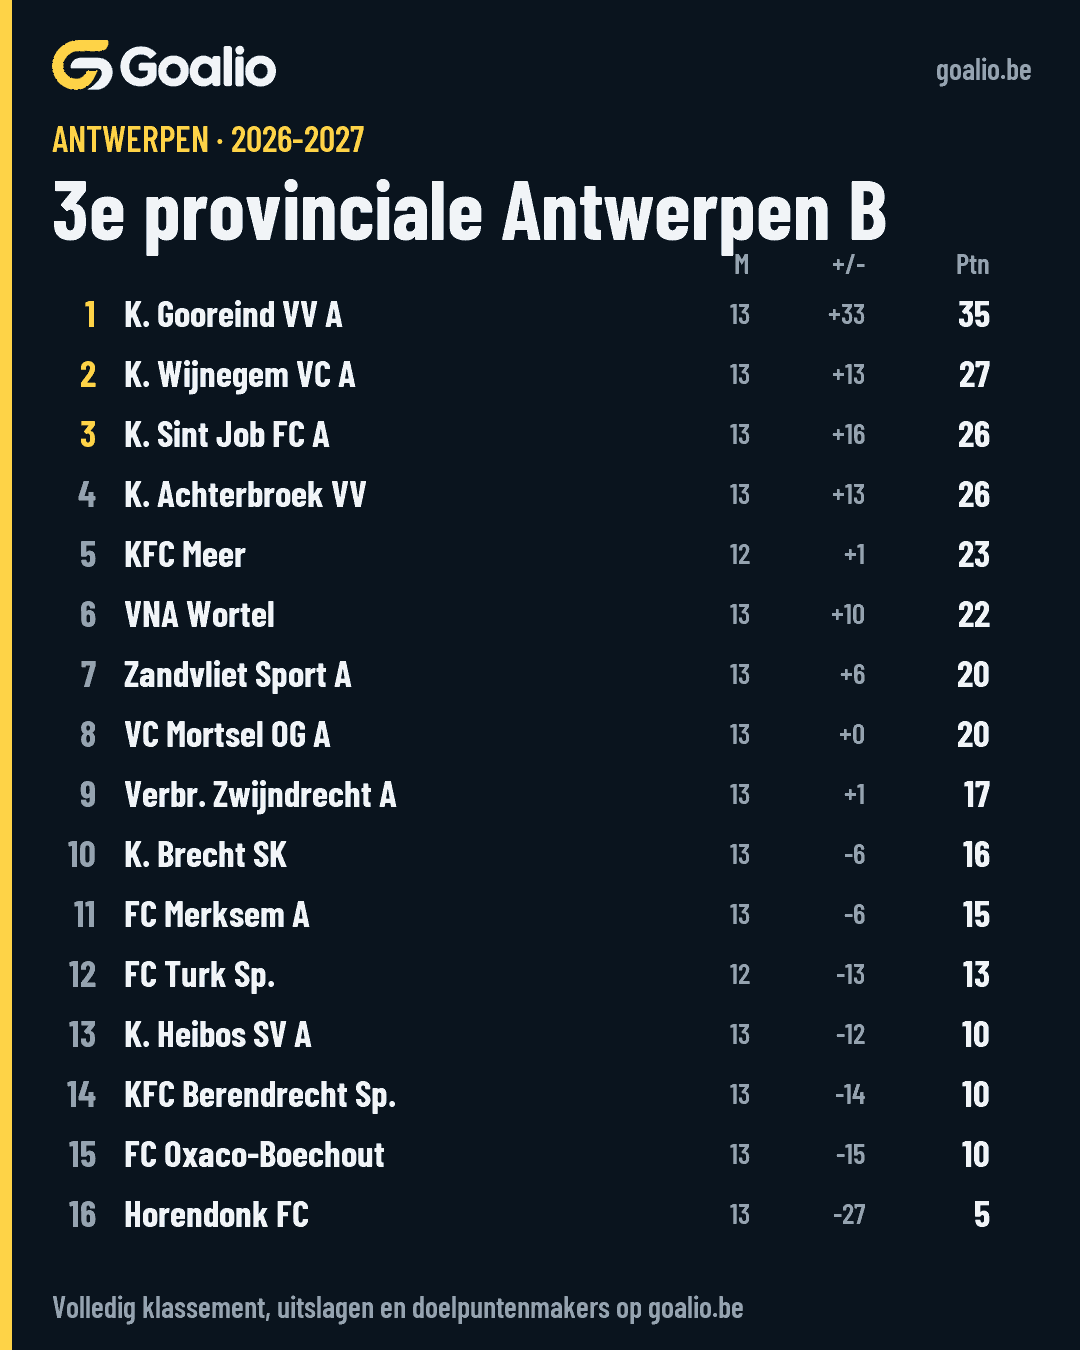 Goalio
goalio.be
ANTWERPEN · 2026-2027
3e provinciale Antwerpen B
M +/- Ptn
1 K. Gooreind VV A 13 +33 35
2 K. Wijnegem VC A 13 +13 27
3 K. Sint Job FC A 13 +16 26
4 K. Achterbroek VV 13 +13 26
5 KFC Meer 12 +1 23
6 VNA Wortel 13 +10 22
7 Zandvliet Sport A 13 +6 20
8 VC Mortsel OG A 13 +0 20
9 Verbr. Zwijndrecht A 13 +1 17
10 K. Brecht SK 13 -6 16
11 FC Merksem A 13 -6 15
12 FC Turk Sp. 12 -13 13
13 K. Heibos SV A 13 -12 10
14 KFC Berendrecht Sp. 13 -14 10
15 FC Oxaco-Boechout 13 -15 10
16 Horendonk FC 13 -27 5
Volledig klassement, uitslagen en doelpuntenmakers op goalio.be